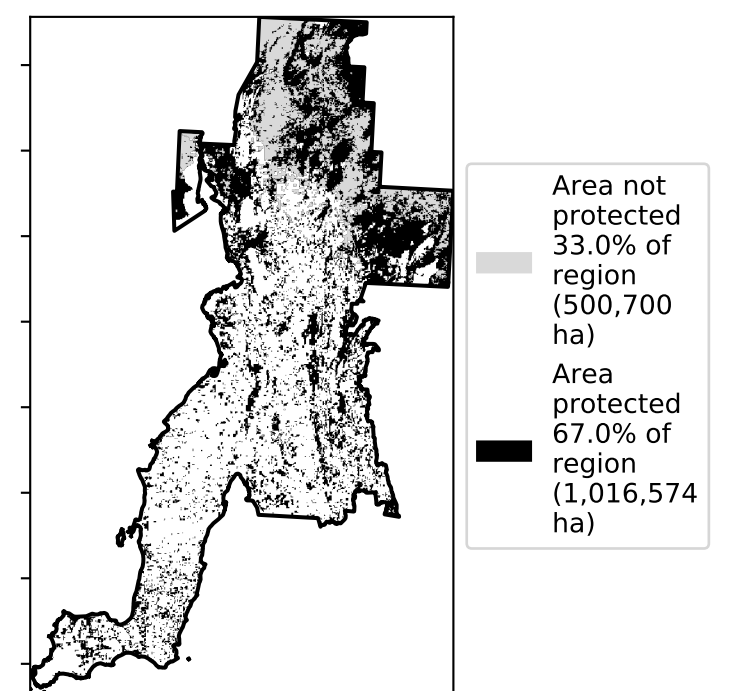 Area not
protected
33.0% of
region
(500,700
ha)
Area
protected
67.0% of
region
(1,016,574
ha)